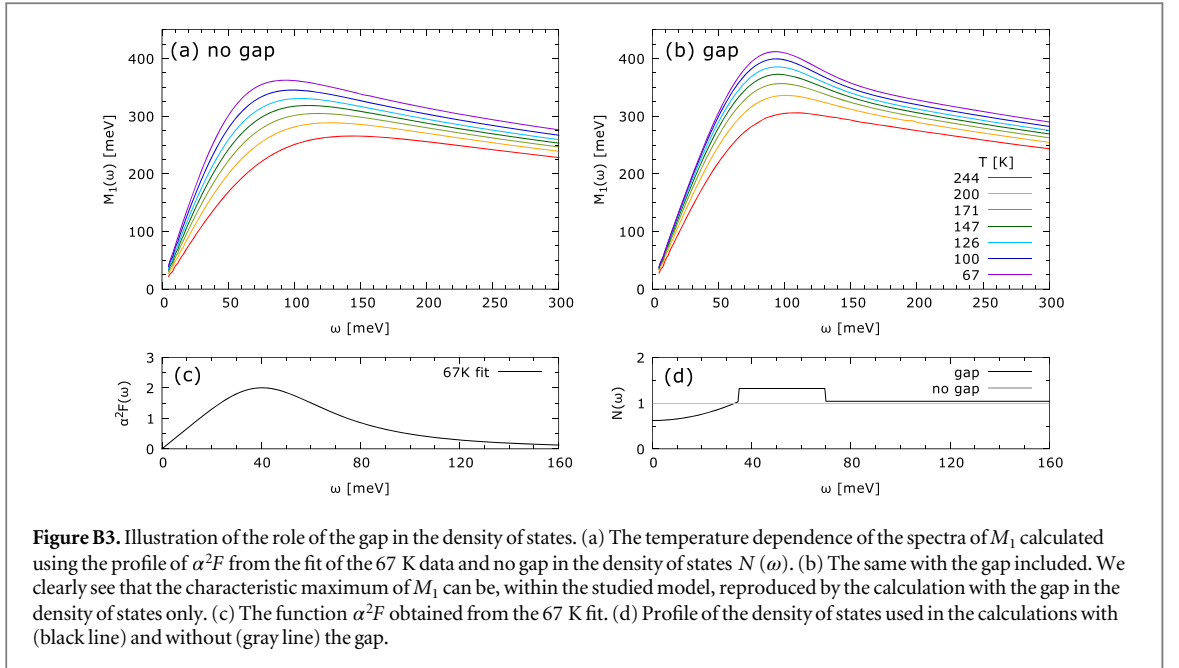 (a) no gap
M₁(ω) [meV]
400
300
200
100
0
0 50 100 150 200 250 300
ω [meV]
(b) gap
M₁(ω) [meV]
400
300
200
100
0
0 50 100 150 200 250 300
ω [meV]
T [K]
244
200
171
147
126
100
67
(c)
67K fit
α²F(ω)
3
2
1
0
0 40 80 120 160
ω [meV]
(d)
gap
no gap
N(ω)
2
1
0
0 40 80 120 160
ω [meV]
Figure B3. Illustration of the role of the gap in the density of states. (a) The temperature dependence of the spectra of M₁ calculated
using the profile of α²F from the fit of the 67 K data and no gap in the density of states N (ω). (b) The same with the gap included. We
clearly see that the characteristic maximum of M₁ can be, within the studied model, reproduced by the calculation with the gap in the
density of states only. (c) The function α²F obtained from the 67 K fit. (d) Profile of the density of states used in the calculations with
(black line) and without (gray line) the gap.